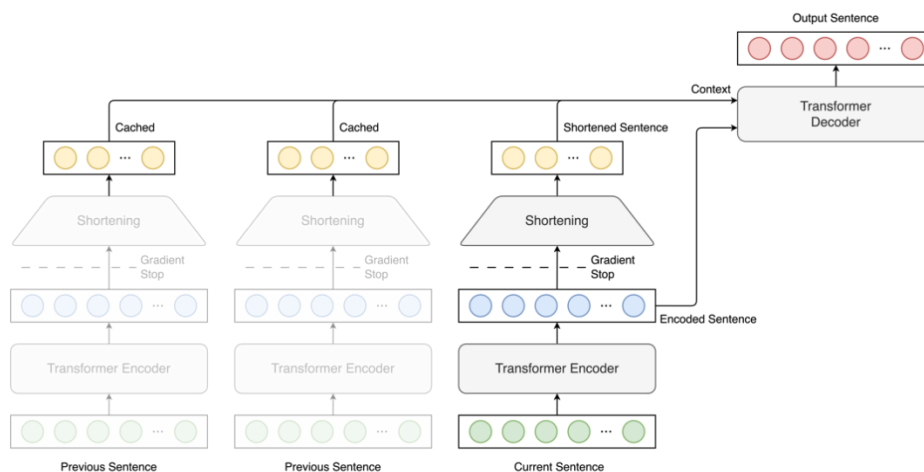 Output Sentence
...
Context
Transformer
Decoder
Cached
Cached
Shortened Sentence
...
...
...
Shortening
Shortening
Shortening
Gradient
Stop
Gradient
Stop
Gradient
Stop
...
...
...
Encoded Sentence
Transformer Encoder
Transformer Encoder
Transformer Encoder
...
...
...
Previous Sentence
Previous Sentence
Current Sentence